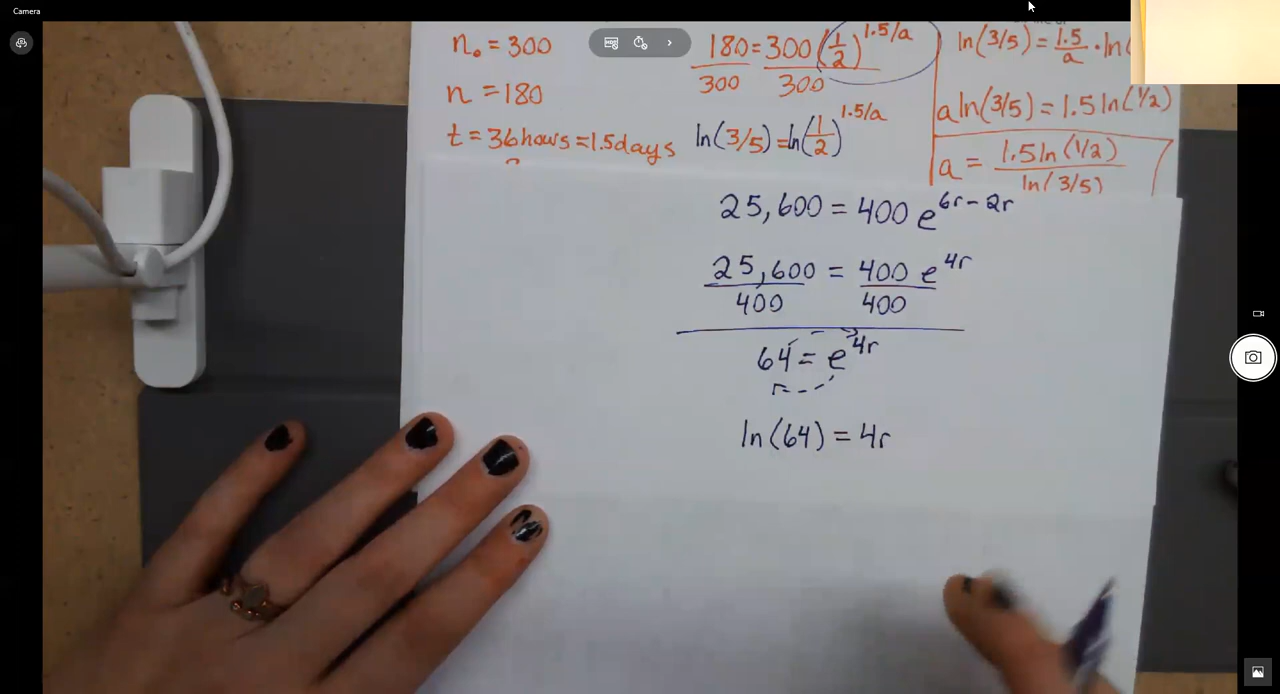 Camera
n₀ = 300
n = 180
t = 36 hours = 1.5 days
180 = 300 (1/2)^1.5/a
300 300
ln(3/5) = ln(1/2)^1.5/a
ln(3/5) = 1.5/a · ln(
a ln(3/5) = 1.5 ln(1/2)
a = 1.5 ln(1/2) / ln(3/5)
25,600 = 400 e^6r-2r
25,600 = 400 e^4r
400 400
64 = e^4r
ln(64) = 4r